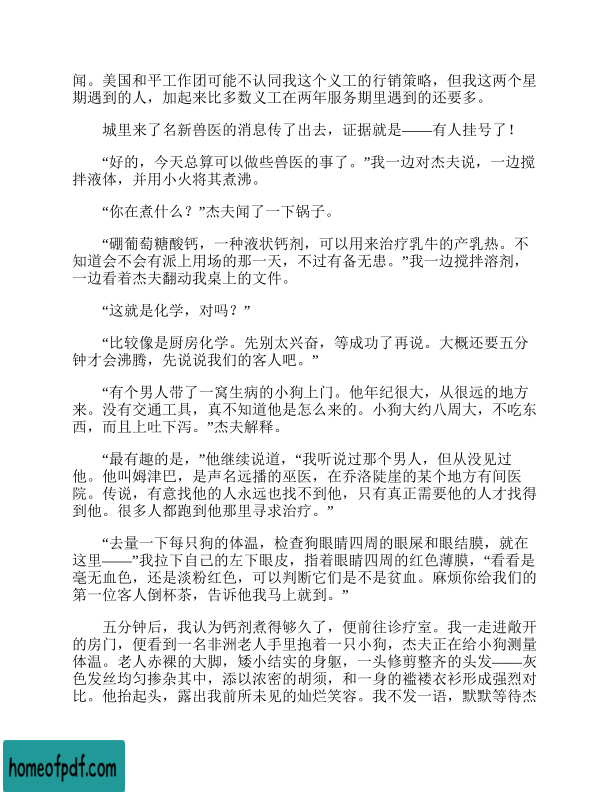 闻。美国和平工作团可能不认同我这个义工的行销策略，但我这两个星
期遇到的人，加起来比多数义工在两年服务期里遇到的还要多。
城里来了名新兽医的消息传了出去，证据就是——有人挂号了！
“好的，今天总算可以做些兽医的事了。”我一边对杰夫说，一边搅
拌液体，并用小火将其煮沸。
“你在煮什么？”杰夫闻了一下锅子。
“硼葡萄糖酸钙，一种液状钙剂，可以用来治疗乳牛的产乳热。不
知道会不会有派上用场的那一天，不过有备无患。”我一边搅拌溶剂，
一边看着杰夫翻动我桌上的文件。
“这就是化学，对吗？”
“比较像是厨房化学。先别太兴奋，等成功了再说。大概还要五分
钟才会沸腾，先说说我们的客人吧。”
“有个男人带了一窝生病的小狗上门。他年纪很大，从很远的地方
来。没有交通工具，真不知道他是怎么来的。小狗大约八周大，不吃东
西，而且上吐下泻。”杰夫解释。
“最有趣的是，”他继续说道，“我听说过那个男人，但从没见过
他。他叫姆津巴，是声名远播的巫医，在乔洛陡崖的某个地方有间医
院。传说，有意找他的人永远也找不到他，只有真正需要他的人才找得
到他。很多人都跑到他那里寻求治疗。”
“去量一下每只狗的体温，检查狗眼睛四周的眼屎和眼结膜，就在
这里——”我拉下自己的左下眼皮，指着眼睛四周的红色薄膜，“看看是
毫无血色，还是淡粉红色，可以判断它们是不是贫血。麻烦你给我们的
第一位客人倒杯茶，告诉他我马上就到。”
五分钟后，我认为钙剂煮得够久了，便前往诊疗室。我一走进敞开
的房门，便看到一名非洲老人手里抱着一只小狗，杰夫正在给小狗测量
体温。老人赤裸的大脚，矮小结实的身躯，一头修剪整齐的头发——灰
色发丝均匀掺杂其中，添以浓密的胡须，和一身的褴褛衣衫形成强烈对
比。他抬起头，露出我前所未见的灿烂笑容。我不发一语，默默等待杰
homeofpdf.com